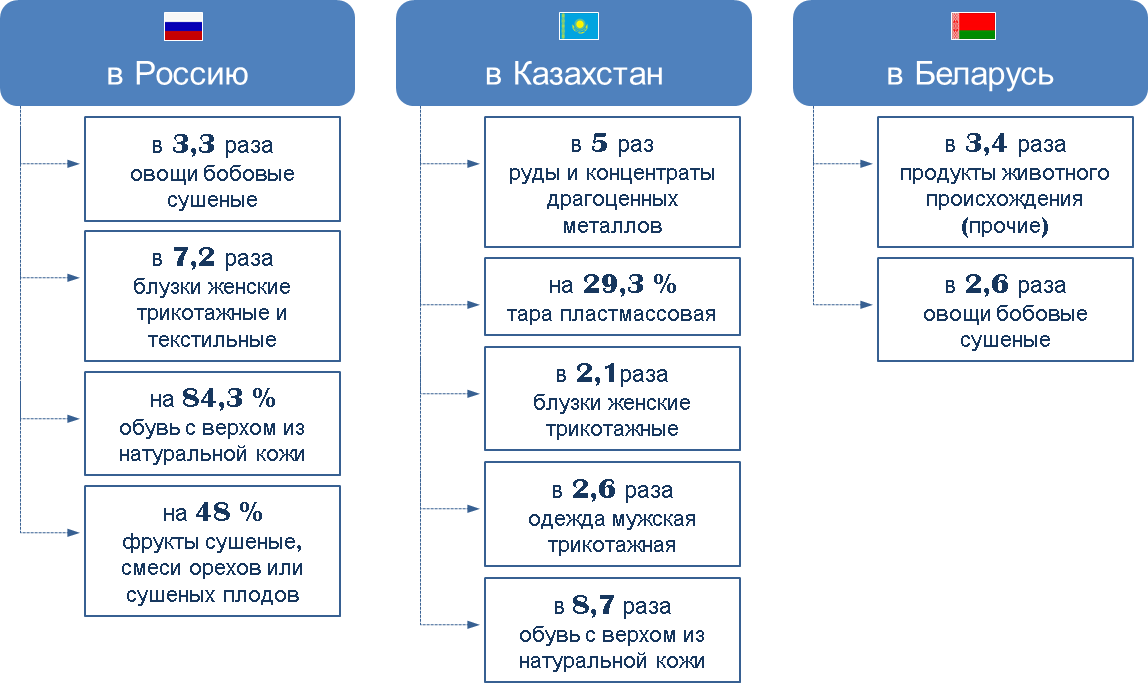 в Россию
в 3,3 раза
овощи бобовые
сушеные
в 7,2 раза
блузки женские
трикотажные и
текстильные
на 84,3 %
обувь с верхом из
натуральной кожи
на 48 %
фрукты сушеные,
смеси орехов или
сушеных плодов
в Казахстан
в 5 раз
руды и концентраты
драгоценных
металлов
на 29,3 %
тара пластмассовая
в 2,1раза
блузки женские
трикотажные
в 2,6 раза
одежда мужская
трикотажная
в 8,7 раза
обувь с верхом из
натуральной кожи
в Беларусь
в 3,4 раза
продукты животного
происхождения
(прочие)
в 2,6 раза
овощи бобовые
сушеные